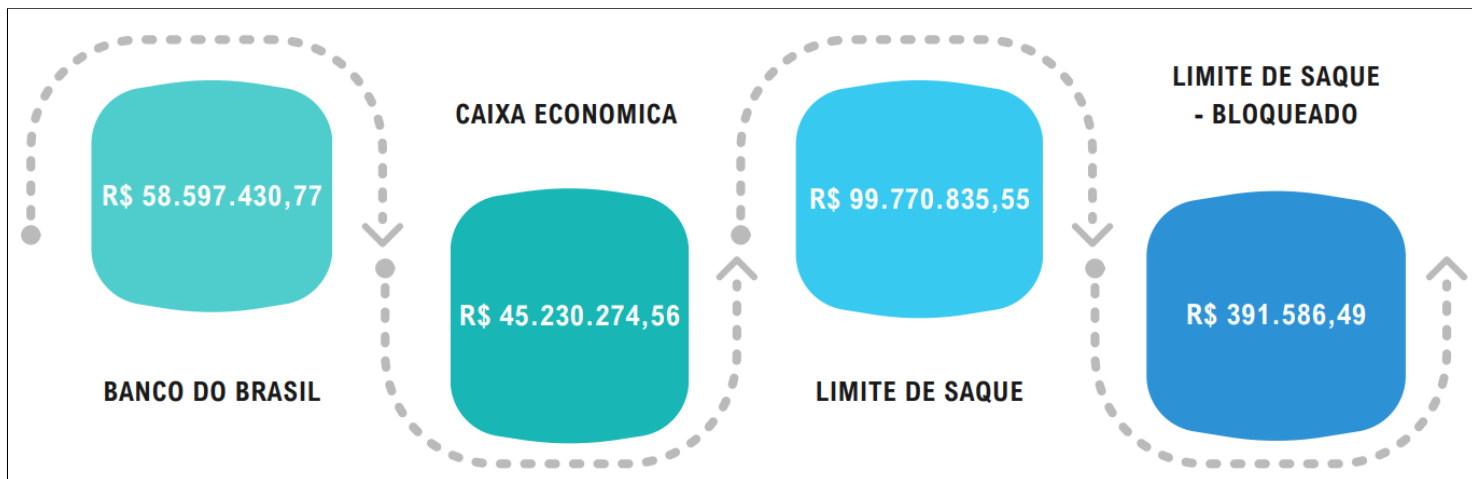 R$ 58.597.430,77
BANCO DO BRASIL
CAIXA ECONOMICA
R$ 45.230.274,56
R$ 99.770.835,55
LIMITE DE SAQUE
LIMITE DE SAQUE
- BLOQUEADO
R$ 391.586,49